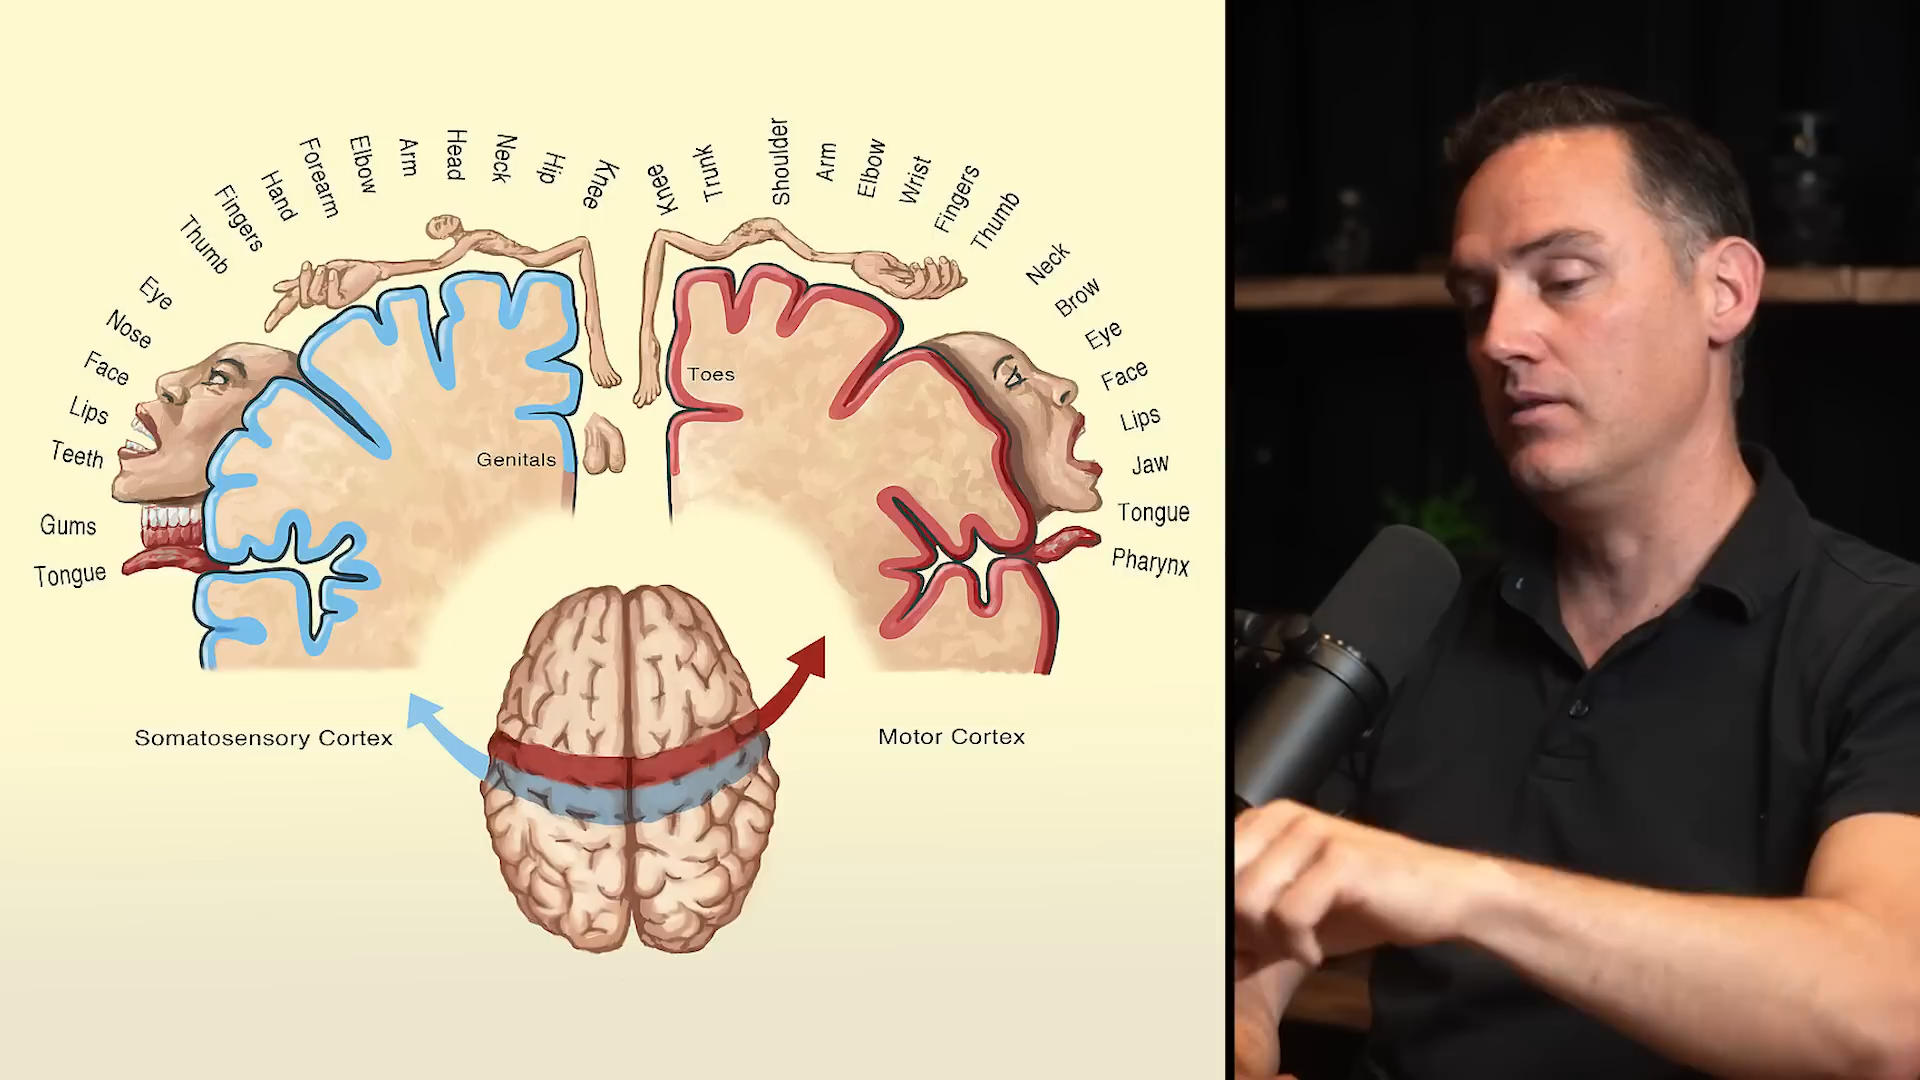 Tongue
Gums
Teeth
Lips
Face
Nose
Eye
Thumb
Fingers
Hand
Forearm
Elbow
Arm
Head
Neck
Hip
Knee
Genitals
Somatosensory Cortex
Knee
Trunk
Shoulder
Arm
Elbow
Wrist
Fingers
Thumb
Neck
Brow
Eye
Face
Lips
Jaw
Tongue
Pharynx
Toes
Motor Cortex